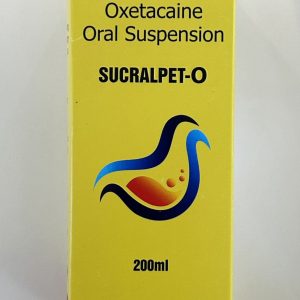 Oxetacaine
Oral Suspension
SUCRALPET-O
200ml